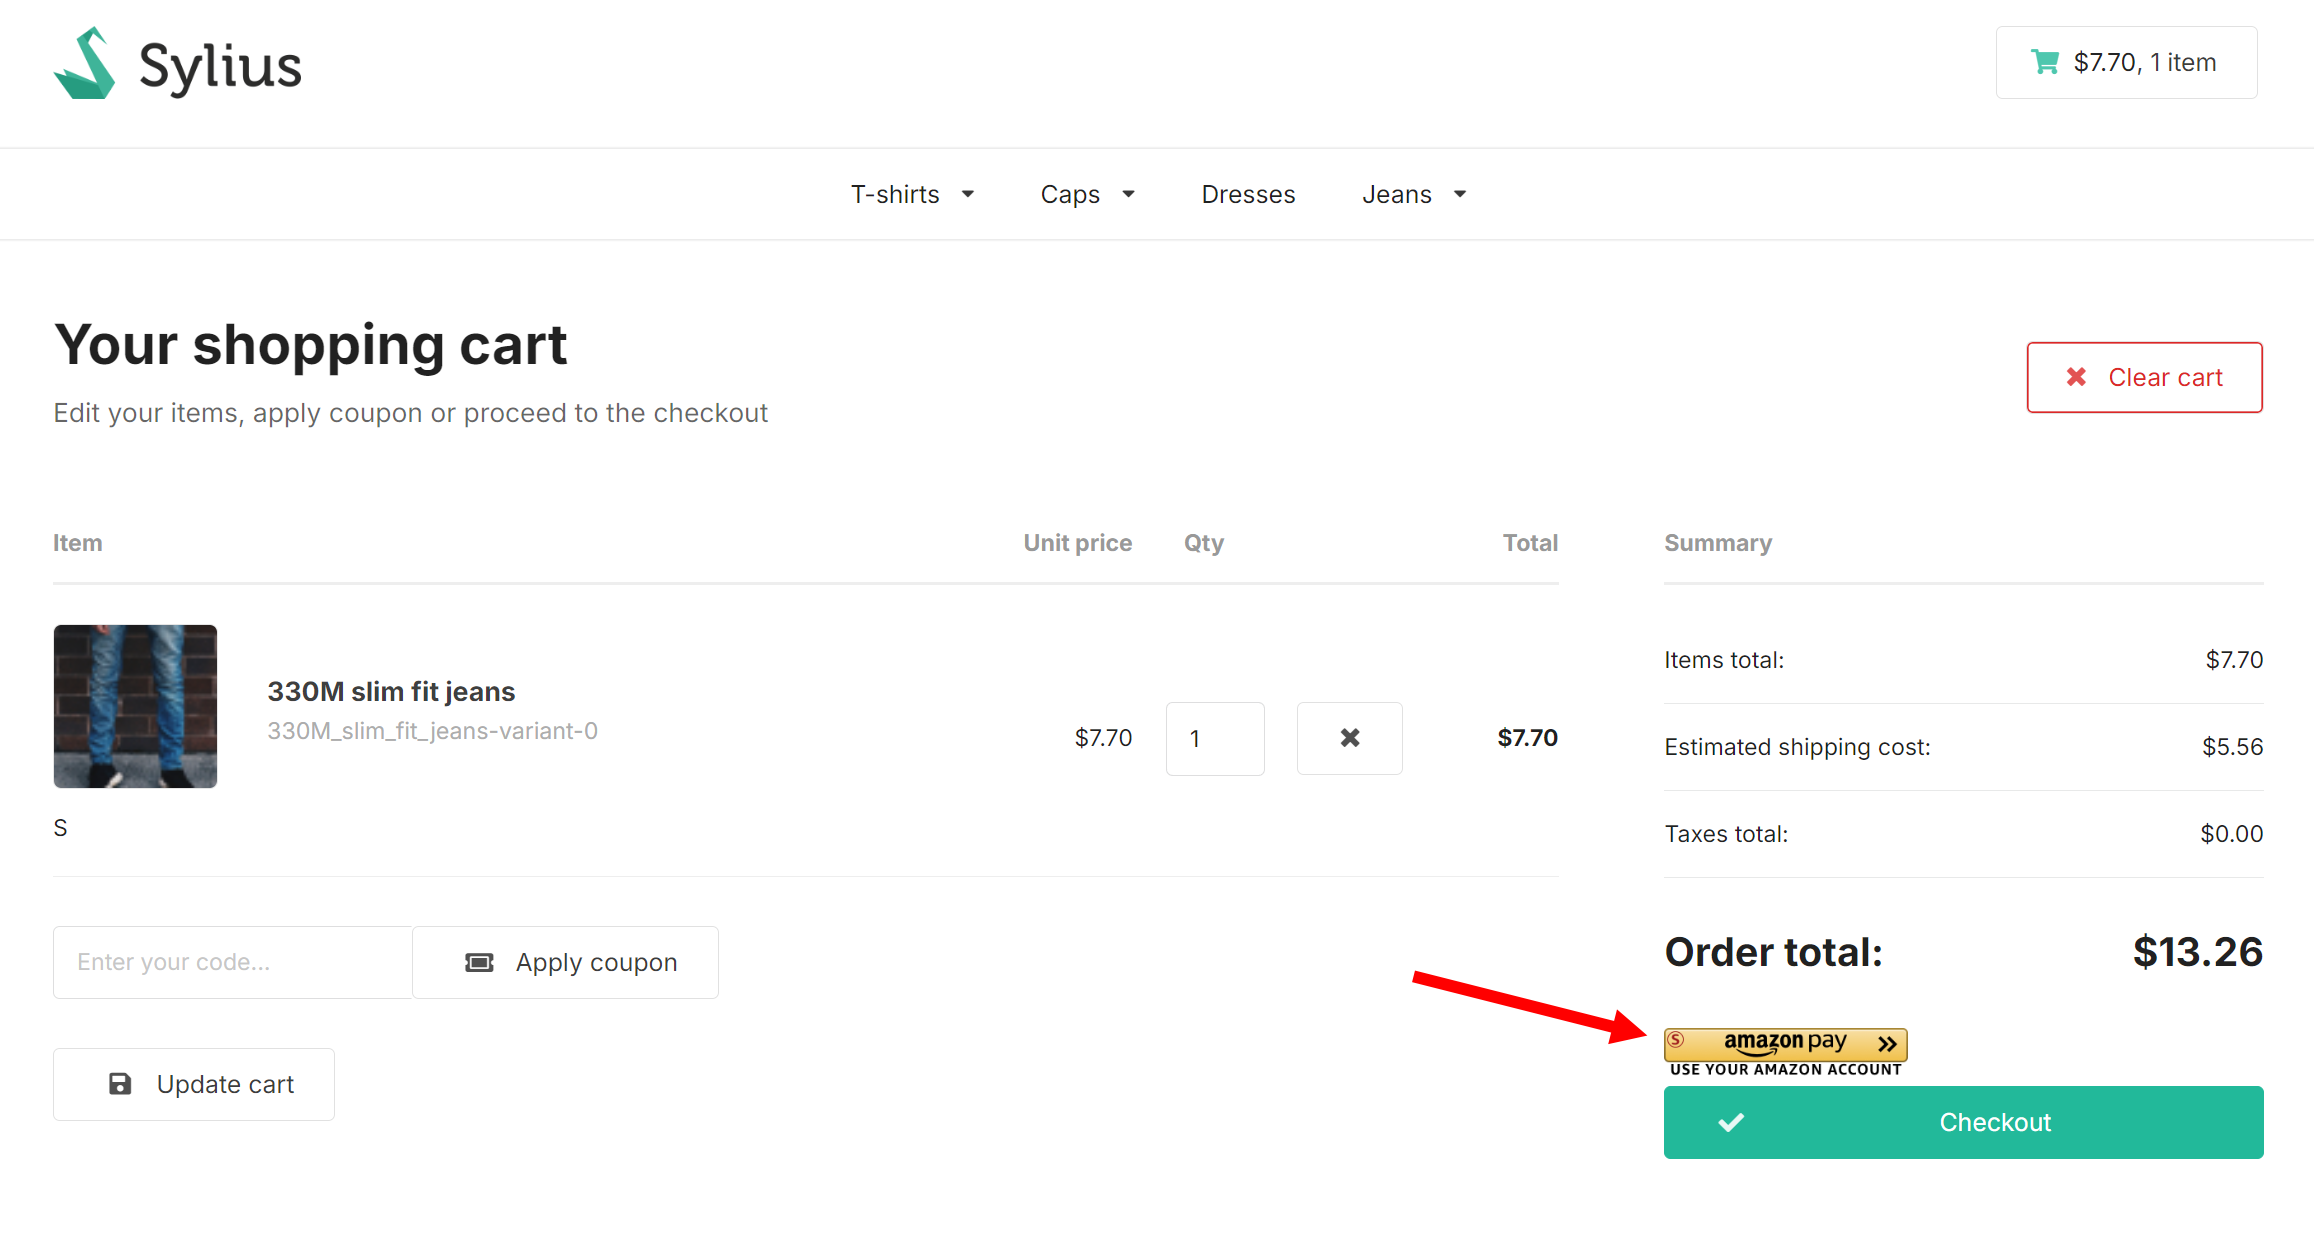 Sylius
$7.70, 1 item
T-shirts Caps Dresses Jeans
Your shopping cart
Edit your items, apply coupon or proceed to the checkout
Clear cart
Item Unit price Qty Total
330M slim fit jeans
330M_slim_fit_jeans-variant-0
$7.70 1 $7.70
S
Enter your code... Apply coupon
Update cart
Summary
Items total: $7.70
Estimated shipping cost: $5.56
Taxes total: $0.00
Order total: $13.26
S amazon pay
USE YOUR AMAZON ACCOUNT
Checkout